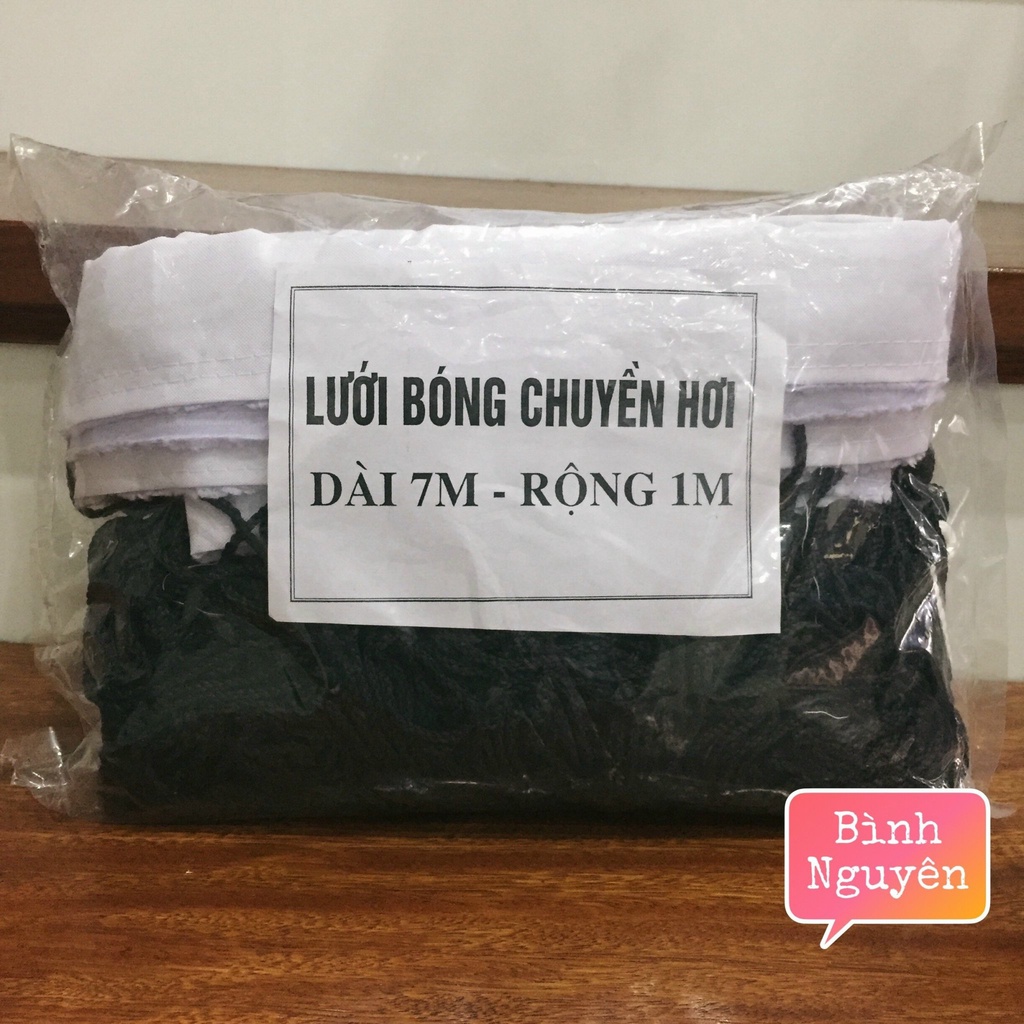 LƯỚI BÓNG CHUYỀN HƠI
DÀI 7M - RỘNG 1M
Bình
Nguyên